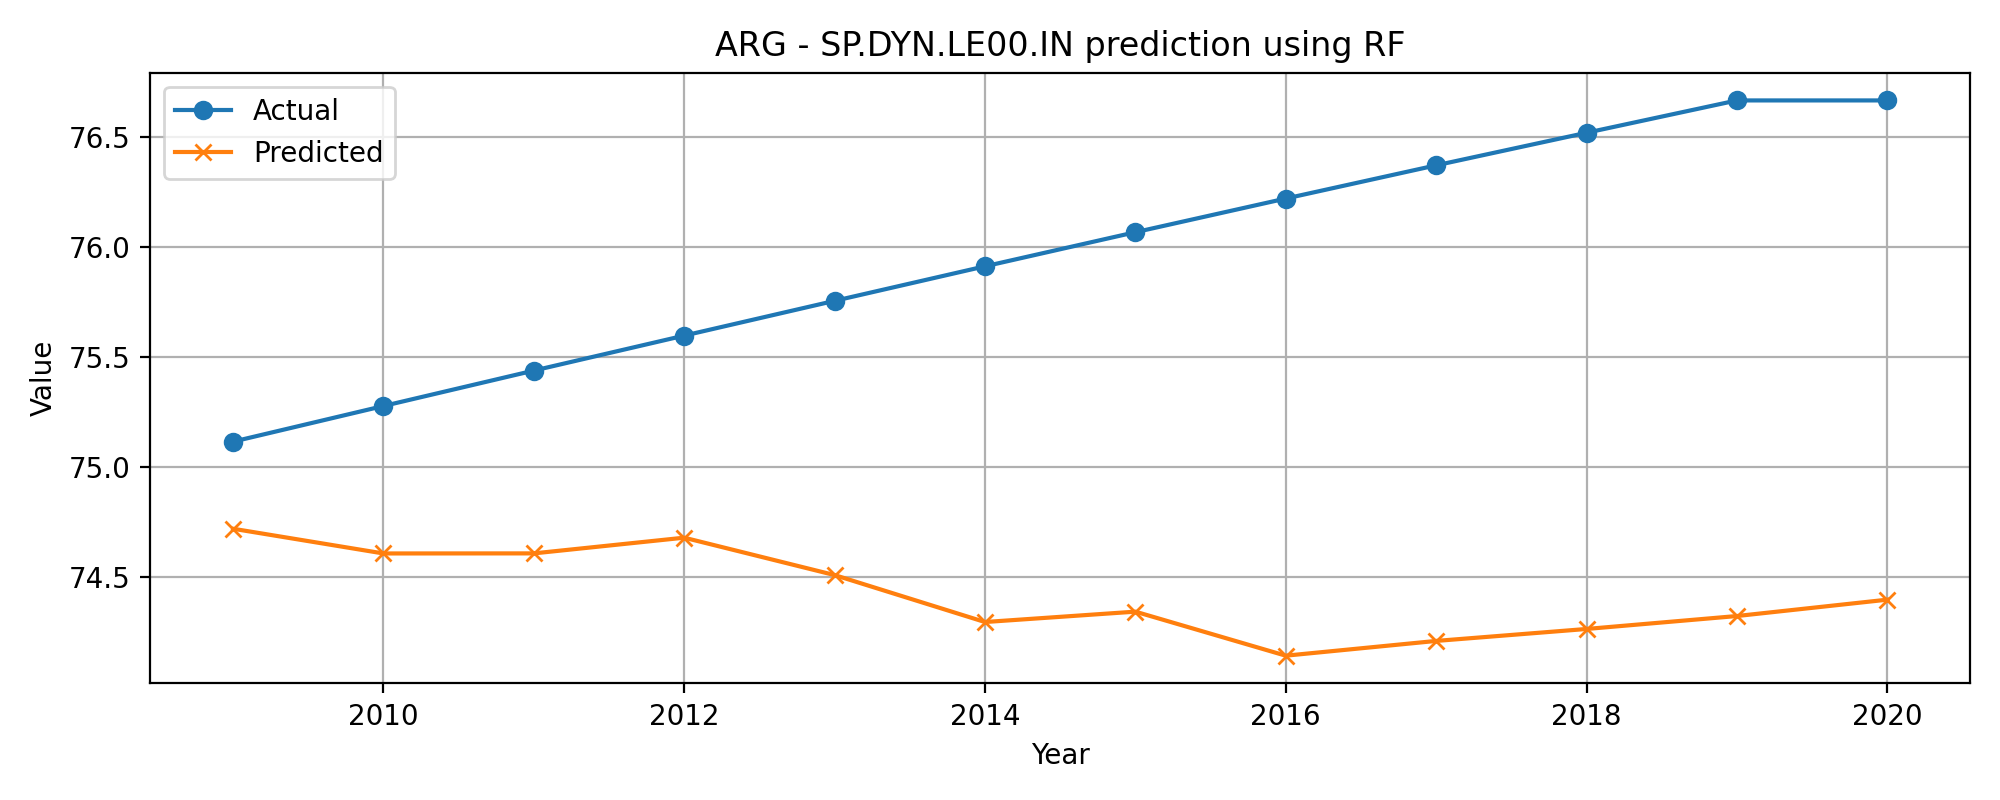 ARG - SP.DYN.LE00.IN prediction using RF
Actual
Predicted
76.5
76.0
75.5
75.0
74.5
Value
2010 2012 2014 2016 2018 2020
Year